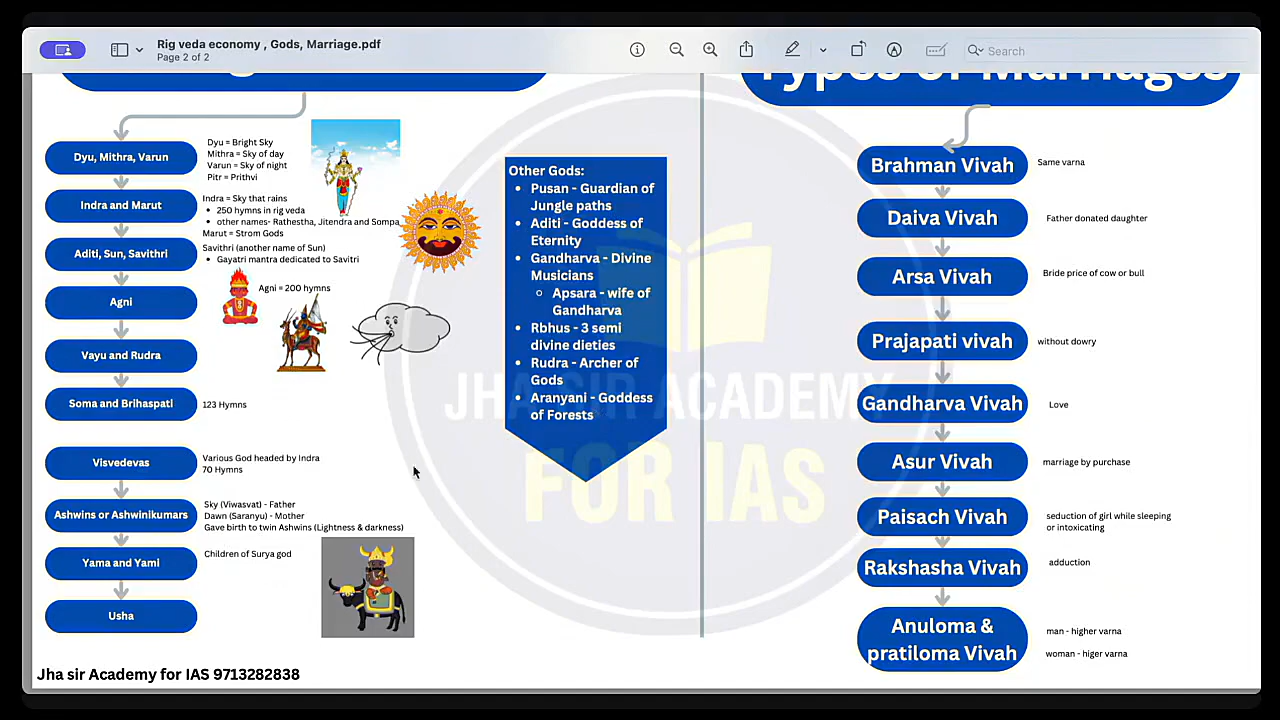 Rig veda economy , Gods, Marriage.pdf
Page 2 of 2
Search
Types of Marriages
Dyu, Mithra, Varun
Dyu = Bright Sky
Mithra = Sky of day
Varun = Sky of night
Pitr = Prithvi
Indra and Marut
Indra = Sky that rains
• 250 hymns in rig veda
• other names- Rathestha, Jitendra and Sompa
Marut = Strom Gods
Aditi, Sun, Savithri
Savithri (another name of Sun)
• Gayatri mantra dedicated to Savitri
Agni
Agni = 200 hymns
Vayu and Rudra
Soma and Brihaspati
123 Hymns
Visvedevas
Various God headed by Indra
70 Hymns
Ashwins or Ashwinikumars
Sky (Viwasvat) - Father
Dawn (Saranyu) - Mother
Gave birth to twin Ashwins (Lightness & darkness)
Yama and Yami
Children of Surya god
Usha
Other Gods:
• Pusan - Guardian of
Jungle paths
• Aditi - Goddess of
Eternity
• Gandharva - Divine
Musicians
○ Apsara - wife of
Gandharva
• Rbhus - 3 semi
divine dieties
• Rudra - Archer of
Gods
• Aranyani - Goddess
of Forests
JHA SIR ACADEMY
FOR IAS
Brahman Vivah
Same varna
Daiva Vivah
Father donated daughter
Arsa Vivah
Bride price of cow or bull
Prajapati vivah
without dowry
Gandharva Vivah
Love
Asur Vivah
marriage by purchase
Paisach Vivah
seduction of girl while sleeping
or intoxicating
Rakshasha Vivah
adduction
Anuloma &
pratiloma Vivah
man - higher varna
woman - higer varna
Jha sir Academy for IAS 9713282838